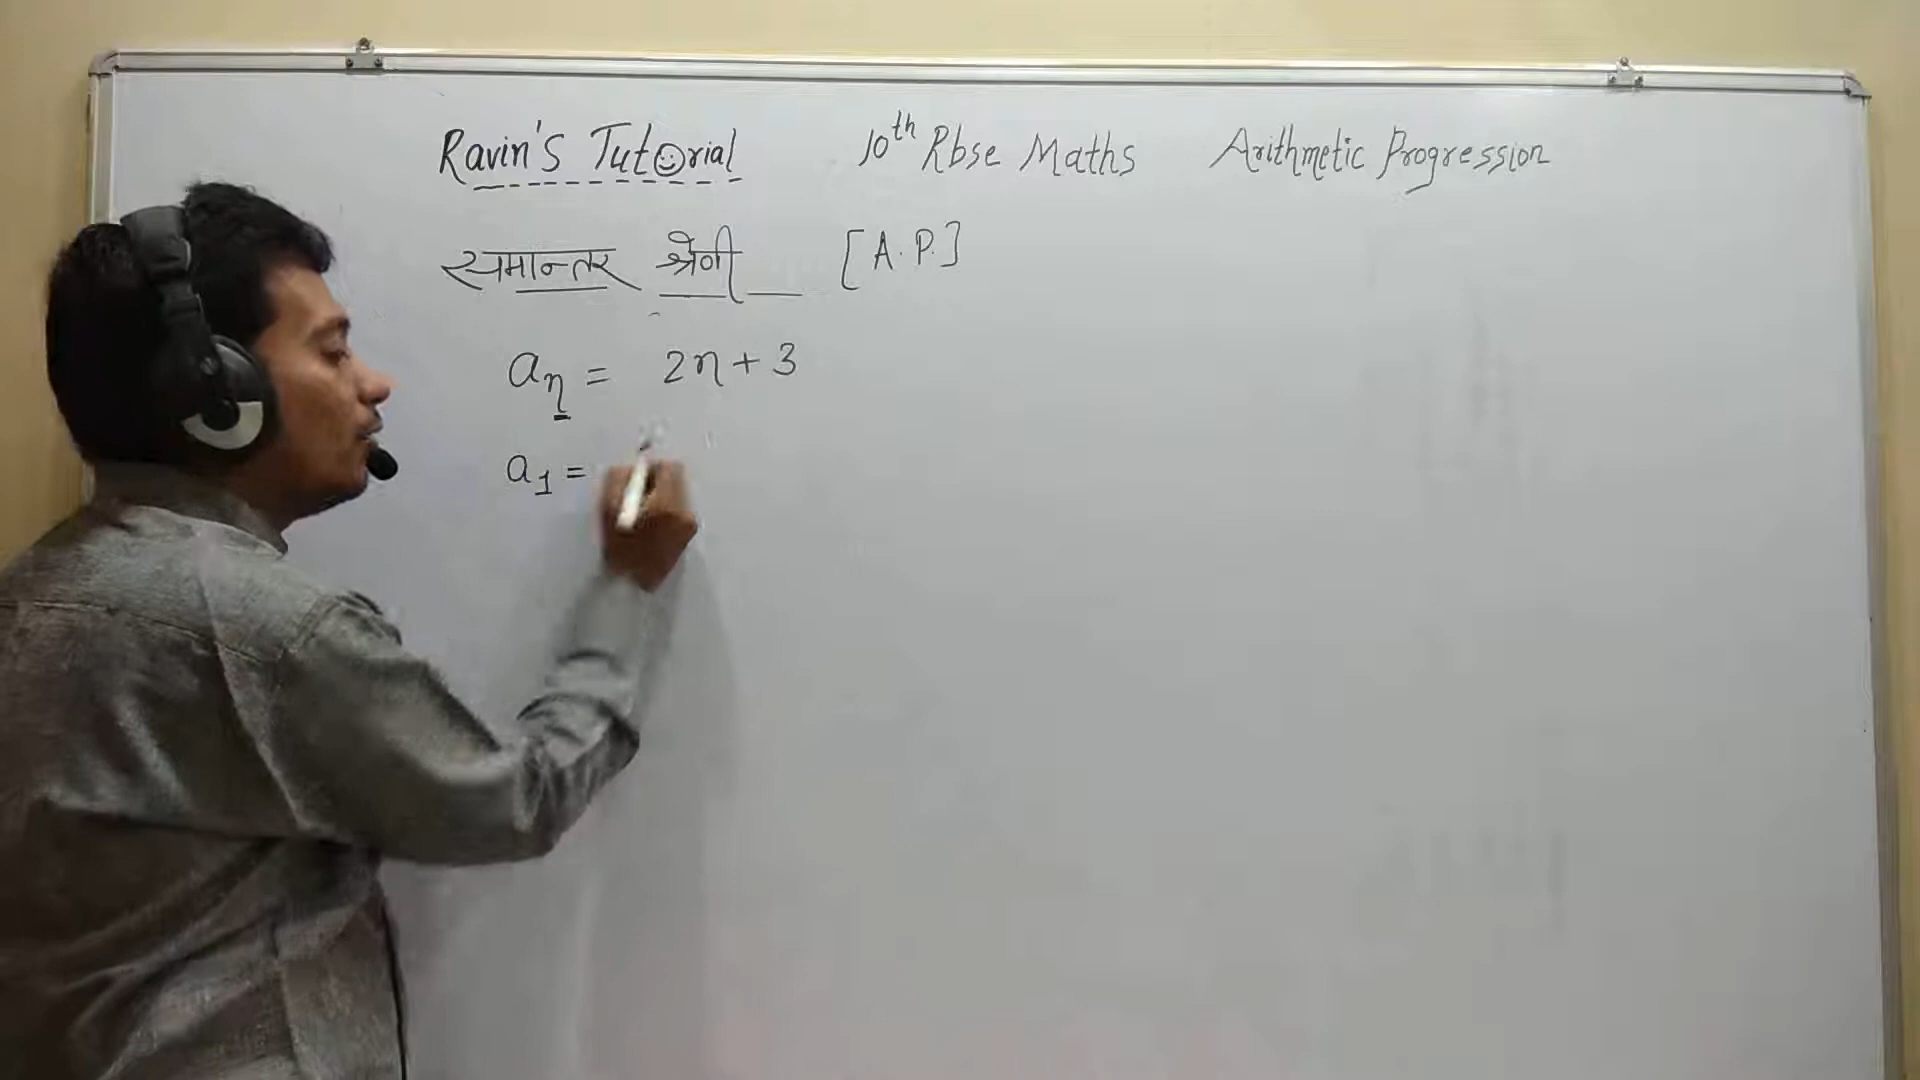 Ravin's Tutorial 10th Rbse Maths Arithmetic Progression
समान्तर श्रेणी [A.P.]
aₙ = 2n + 3
a₁ =